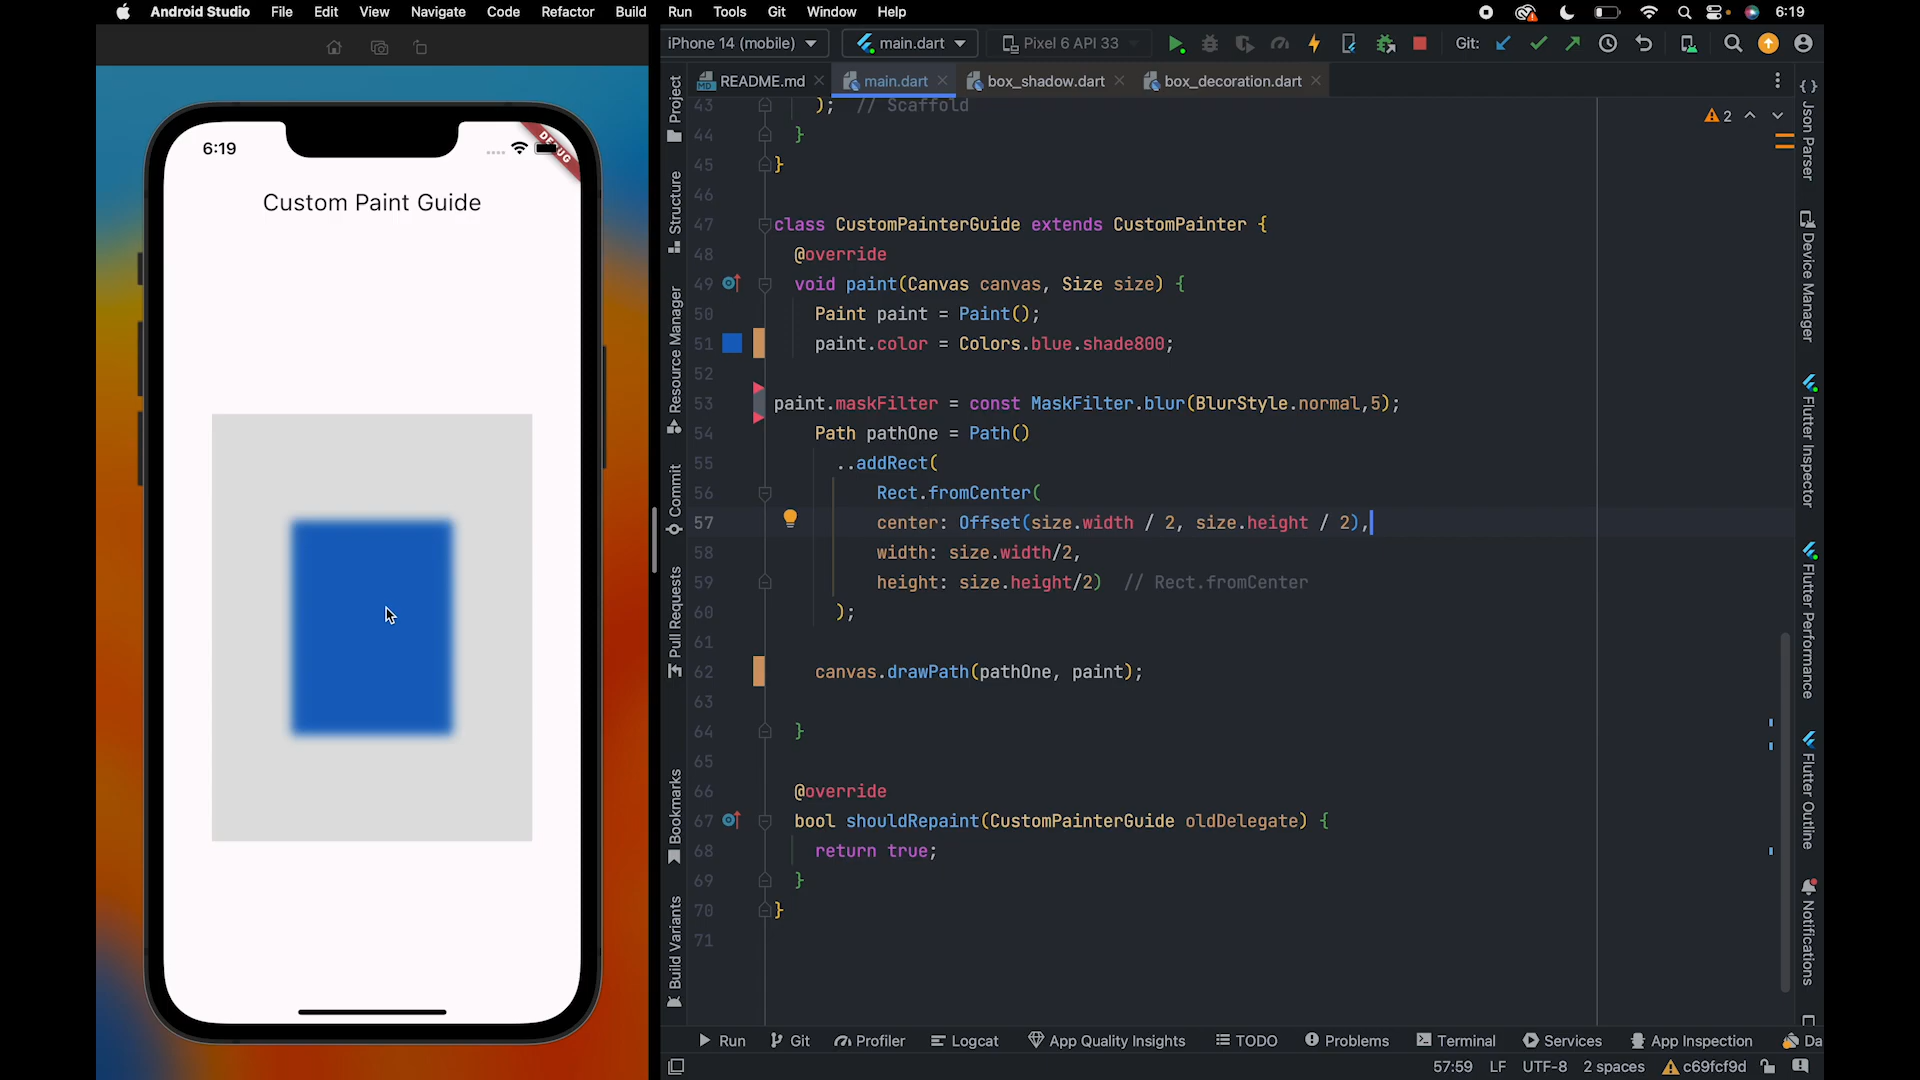 Android Studio File Edit View Navigate Code Refactor Build Run Tools Git Window Help 6:19
iPhone 14 (mobile) main.dart Pixel 6 API 33 Git:
README.md main.dart box_shadow.dart box_decoration.dart
6:19
DEBUG
Custom Paint Guide
Project
Structure
Resource Manager
Commit
Pull Requests
Bookmarks
Build Variants
43 ); // Scaffold
44 }
45 }
46
47 class CustomPainterGuide extends CustomPainter {
48 @override
49 void paint(Canvas canvas, Size size) {
50 Paint paint = Paint();
51 paint.color = Colors.blue.shade800;
52
53 paint.maskFilter = const MaskFilter.blur(BlurStyle.normal,5);
54 Path pathOne = Path()
55 ..addRect(
56 Rect.fromCenter(
57 center: Offset(size.width / 2, size.height / 2),
58 width: size.width/2,
59 height: size.height/2) // Rect.fromCenter
60 );
61
62 canvas.drawPath(pathOne, paint);
63
64 }
65
66 @override
67 bool shouldRepaint(CustomPainterGuide oldDelegate) {
68 return true;
69 }
70 }
71
2
{ } Json Parser
Device Manager
Flutter Inspector
Flutter Performance
Flutter Outline
Notifications
Run Git Profiler Logcat App Quality Insights TODO Problems Terminal Services App Inspection Da
57:59 LF UTF-8 2 spaces c69fcf9d